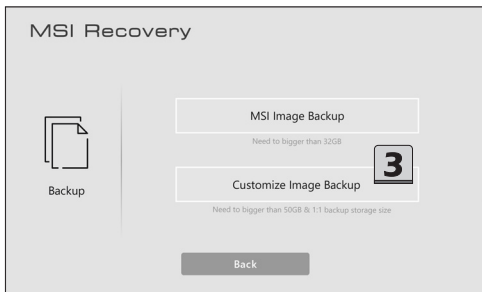 MSI Recovery
MSI Image Backup
Need to bigger than 32GB
3
Backup
Customize Image Backup
Need to bigger than 50GB & 1:1 backup storage size
Back